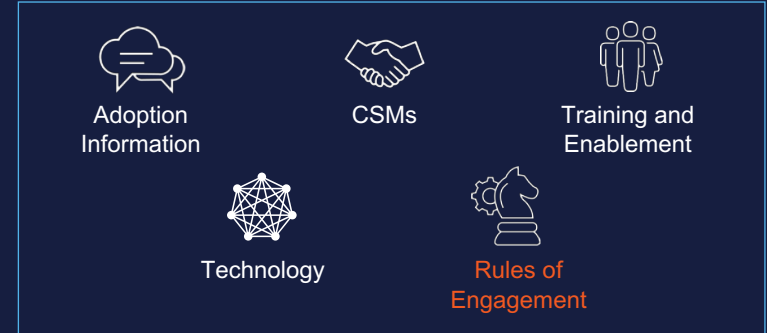 Adoption
Information
CSMs
Training and
Enablement
Technology
Rules of
Engagement